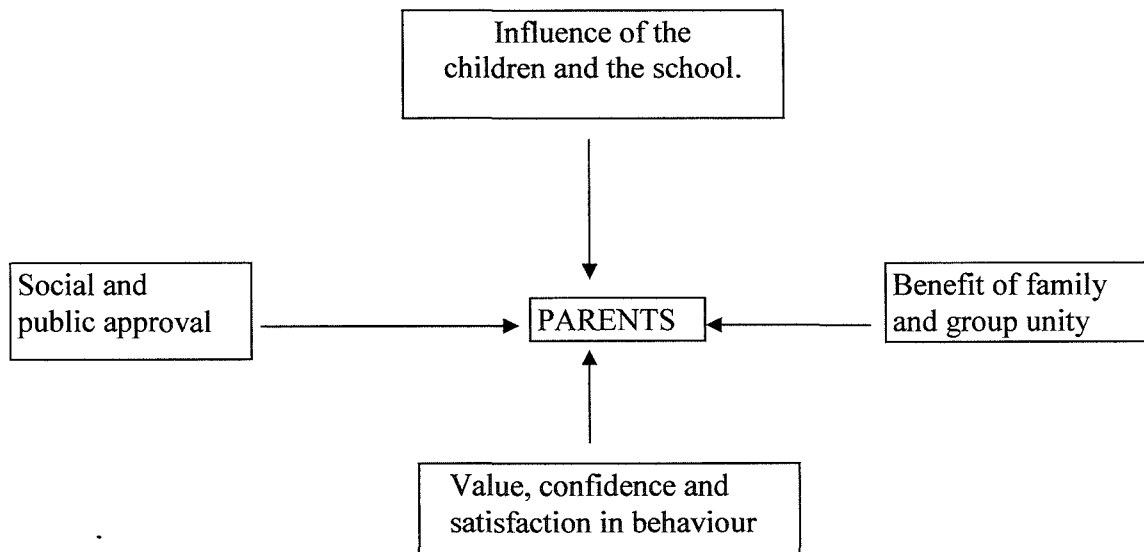 Influence of the
children and the school.
Social and
public approval
PARENTS
Benefit of family
and group unity
Value, confidence and
satisfaction in behaviour